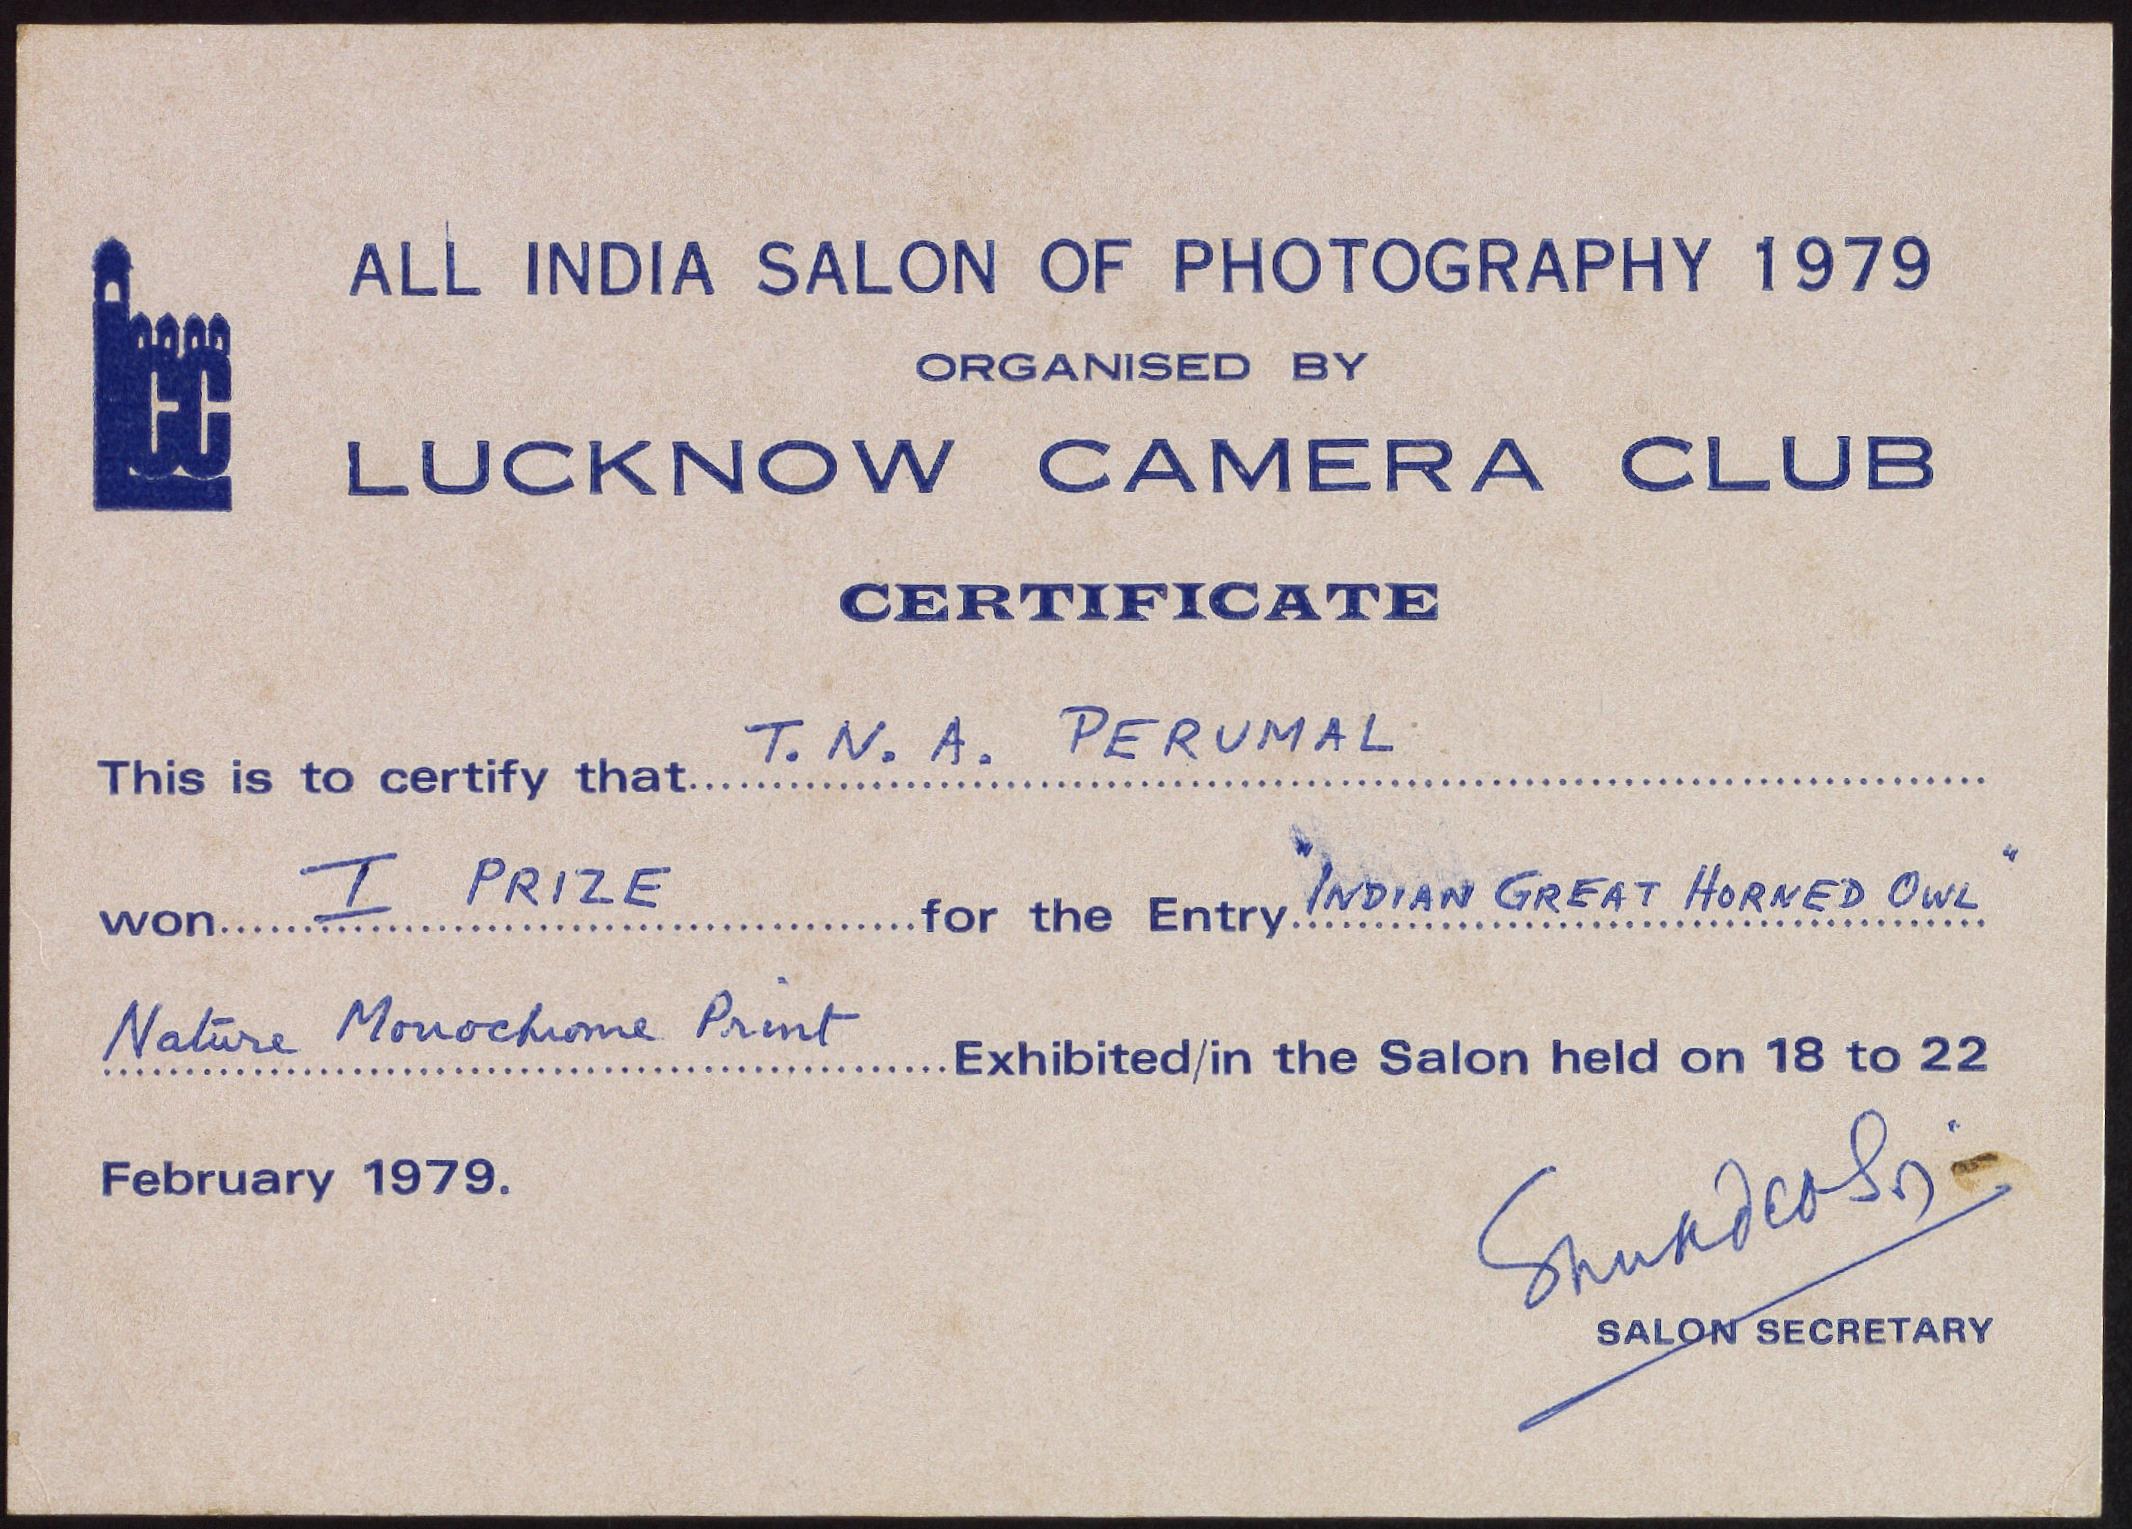 ALL INDIA SALON OF PHOTOGRAPHY 1979
ORGANISED BY
LUCKNOW CAMERA CLUB
CERTIFICATE
This is to certify that T. N. A. PERUMAL
won I PRIZE for the Entry "INDIAN GREAT HORNED OWL"
Nature Monochrome Print Exhibited/in the Salon held on 18 to 22
February 1979.
SALON SECRETARY